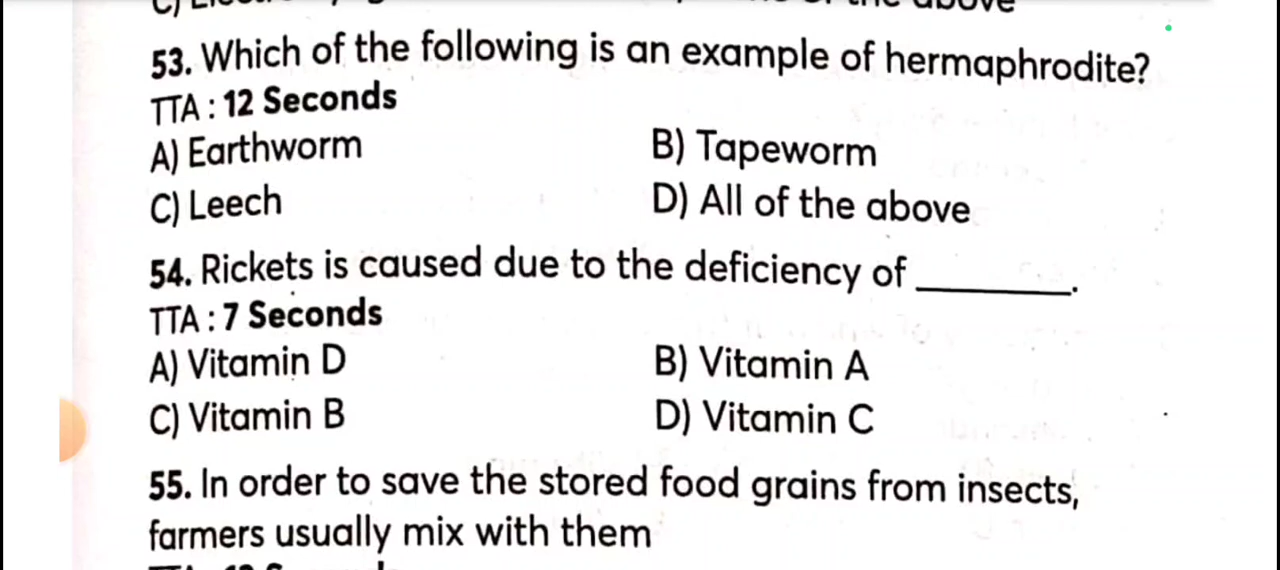 the above
53. Which of the following is an example of hermaphrodite?
TTA : 12 Seconds
A) Earthworm B) Tapeworm
C) Leech D) All of the above
54. Rickets is caused due to the deficiency of ________.
TTA : 7 Seconds
A) Vitamin D B) Vitamin A
C) Vitamin B D) Vitamin C
55. In order to save the stored food grains from insects,
farmers usually mix with them